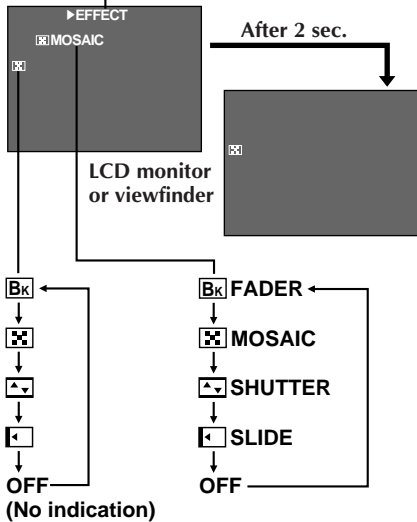 ▶EFFECT
MOSAIC
After 2 sec.
LCD monitor
or viewfinder
BK
BK FADER
MOSAIC
SHUTTER
SLIDE
OFF
(No indication)
OFF